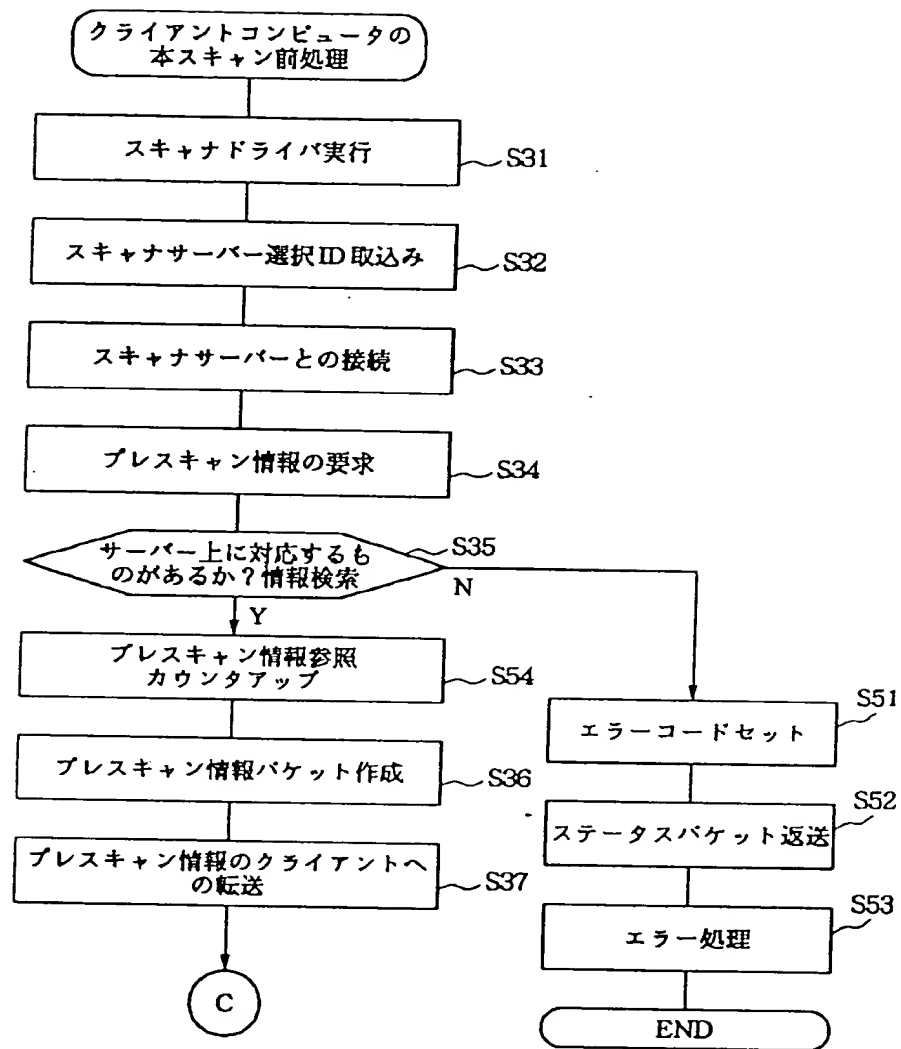 クライアントコンピュータの
本スキャン前処理
スキャナドライバ実行
S31
スキャナサーバー選択ID取込み
S32
スキャナサーバーとの接続
S33
プレスキャン情報の要求
S34
サーバー上に対応するも
のがあるか？情報検索
S35
N
Y
プレスキャン情報参照
カウンタアップ
S54
プレスキャン情報パケット作成
S36
プレスキャン情報のクライアントへ
の転送
S37
C
エラーコードセット
S51
ステータスパケット返送
S52
エラー処理
S53
END